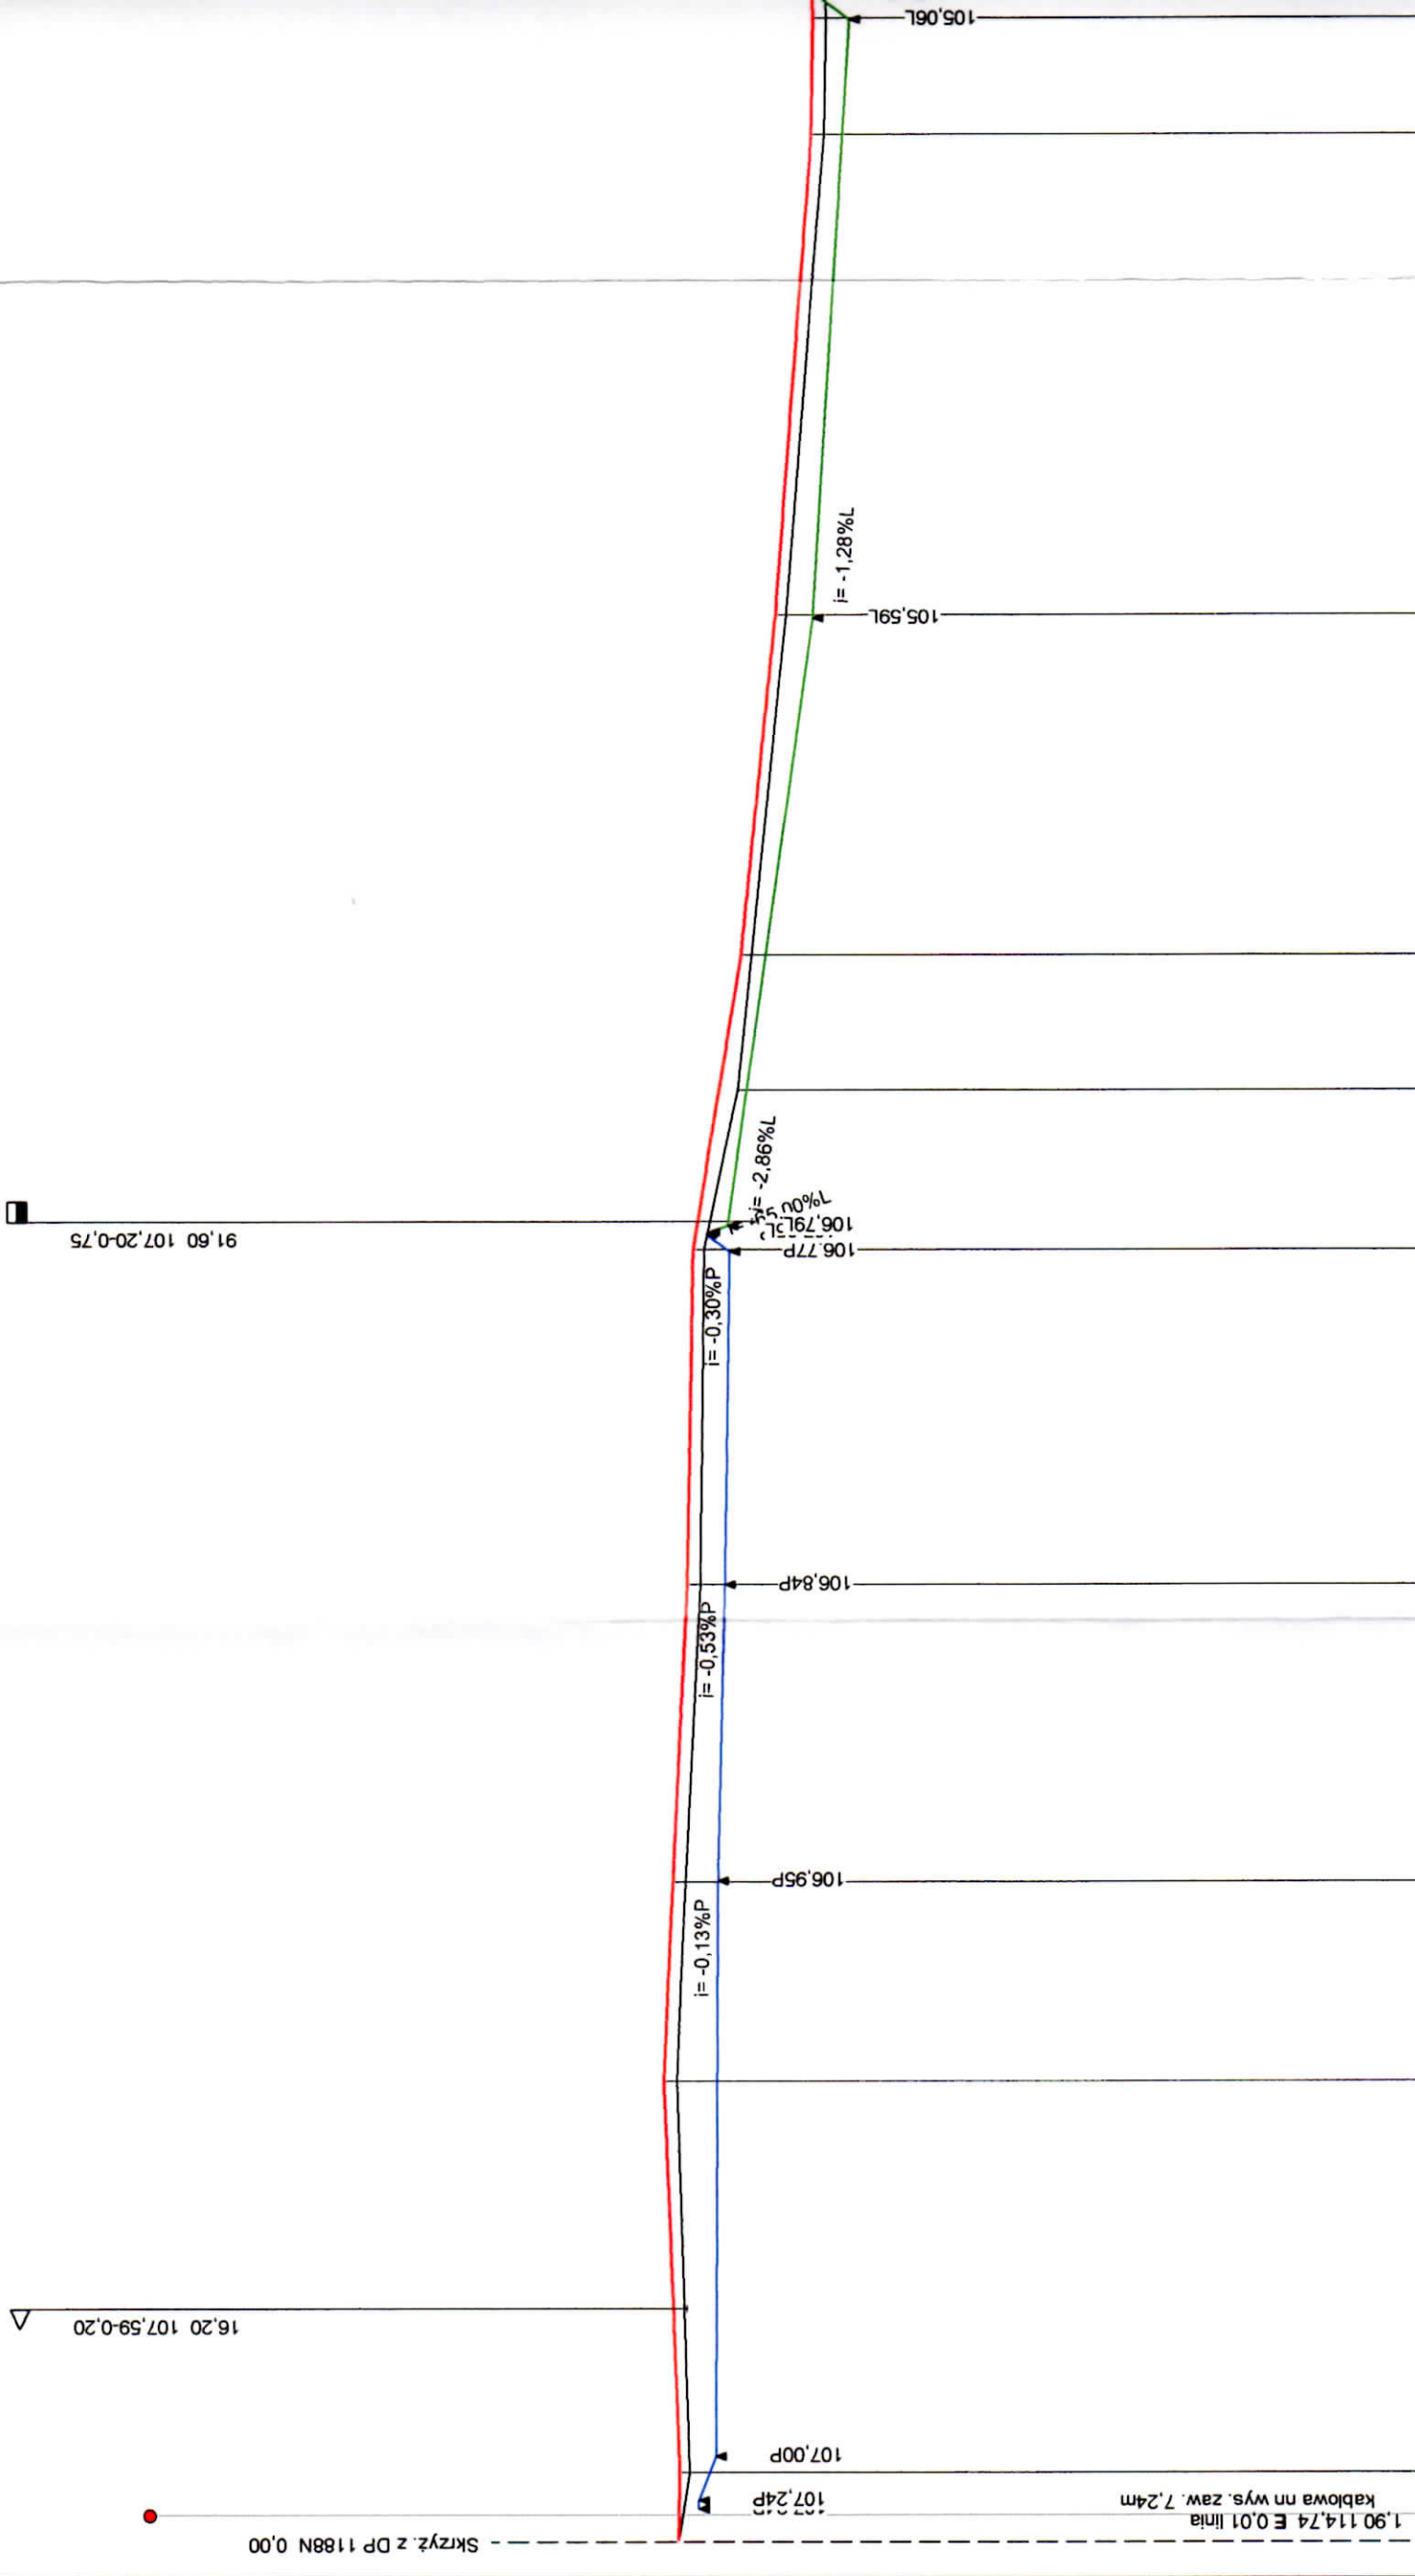 105,06L
i= -1,28%L
105,59L
i= -2,86%L
106,79L
91,60 107,20-0,75
106,77P
i= -0,30%P
106,84P
i= -0,53%P
106,95P
i= -0,13%P
16,20 107,59-0,20
107,00P
107,24P
1,90 114,74 E 0,01 linia
kablowa nn wys. zaw. 7,24m
Skrzyż. z DP 1188N 0,00